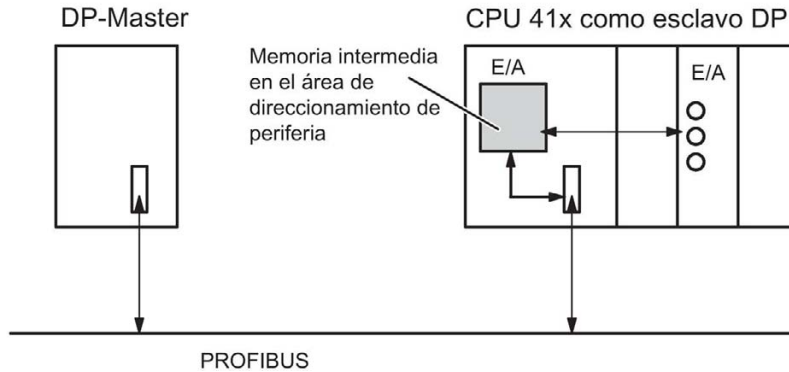 DP-Master
CPU 41x como esclavo DP
Memoria intermedia
en el área de
direccionamiento de
periferia
E/A
E/A
PROFIBUS